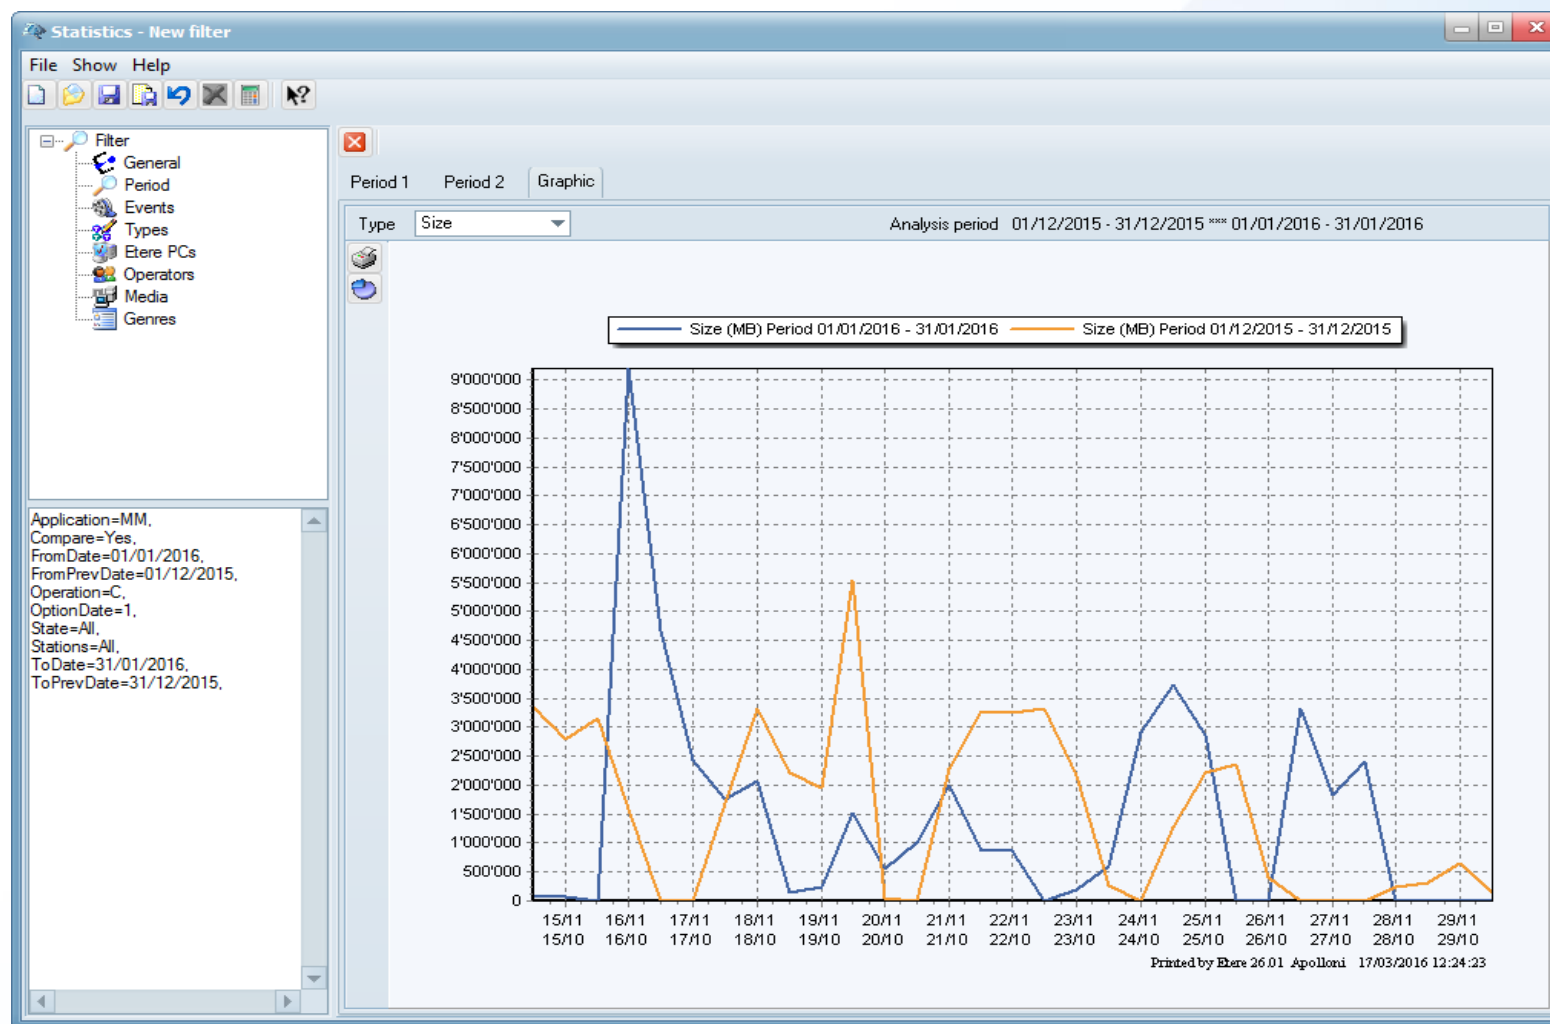 Statistics - New filter
File Show Help
Filter
General
Period
Events
Types
Etere PCs
Operators
Media
Genres
Application=MM,
Compare=Yes,
FromDate=01/01/2016,
FromPrevDate=01/12/2015,
Operation=C,
OptionDate=1,
State=All,
Stations=All,
ToDate=31/01/2016,
ToPrevDate=31/12/2015,
Period 1 Period 2 Graphic
Type Size Analysis period 01/12/2015 - 31/12/2015 *** 01/01/2016 - 31/01/2016
Size (MB) Period 01/01/2016 - 31/01/2016 Size (MB) Period 01/12/2015 - 31/12/2015
9'000'000
8'500'000
8'000'000
7'500'000
7'000'000
6'500'000
6'000'000
5'500'000
5'000'000
4'500'000
4'000'000
3'500'000
3'000'000
2'500'000
2'000'000
1'500'000
1'000'000
500'000
0
15/11 16/11 17/11 18/11 19/11 20/11 21/11 22/11 23/11 24/11 25/11 26/11 27/11 28/11 29/11
15/10 16/10 17/10 18/10 19/10 20/10 21/10 22/10 23/10 24/10 25/10 26/10 27/10 28/10 29/10
Printed by Etere 26.01 Apolloni 17/03/2016 12:24:23